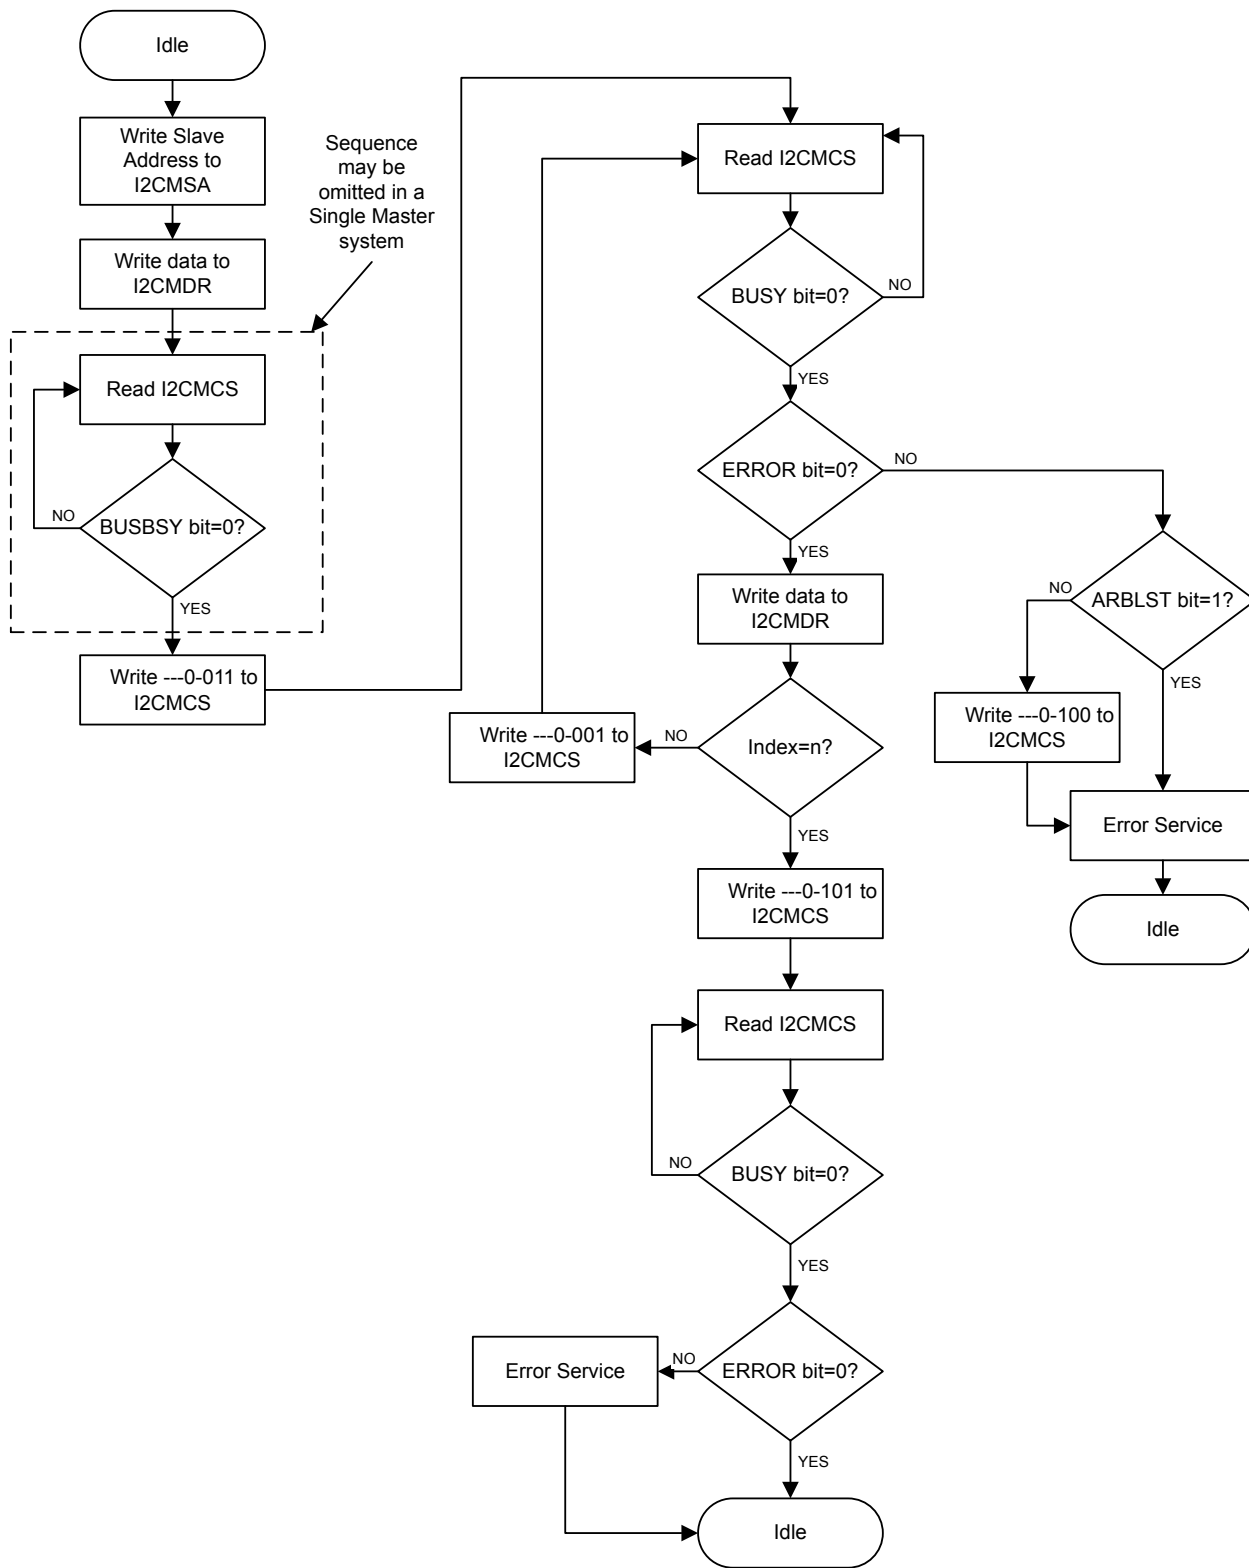 Idle
Write Slave
Address to
I2CMSA
Write data to
I2CMDR
Sequence
may be
omitted in a
Single Master
system
Read I2CMCS
BUSBSY bit=0?
NO
YES
Write ---0-011 to
I2CMCS
Read I2CMCS
BUSY bit=0?
NO
YES
ERROR bit=0?
NO
YES
Write data to
I2CMDR
Index=n?
NO
Write ---0-001 to
I2CMCS
YES
ARBLST bit=1?
NO
YES
Write ---0-100 to
I2CMCS
Error Service
Idle
Write ---0-101 to
I2CMCS
Read I2CMCS
BUSY bit=0?
NO
YES
ERROR bit=0?
NO
Error Service
YES
Idle